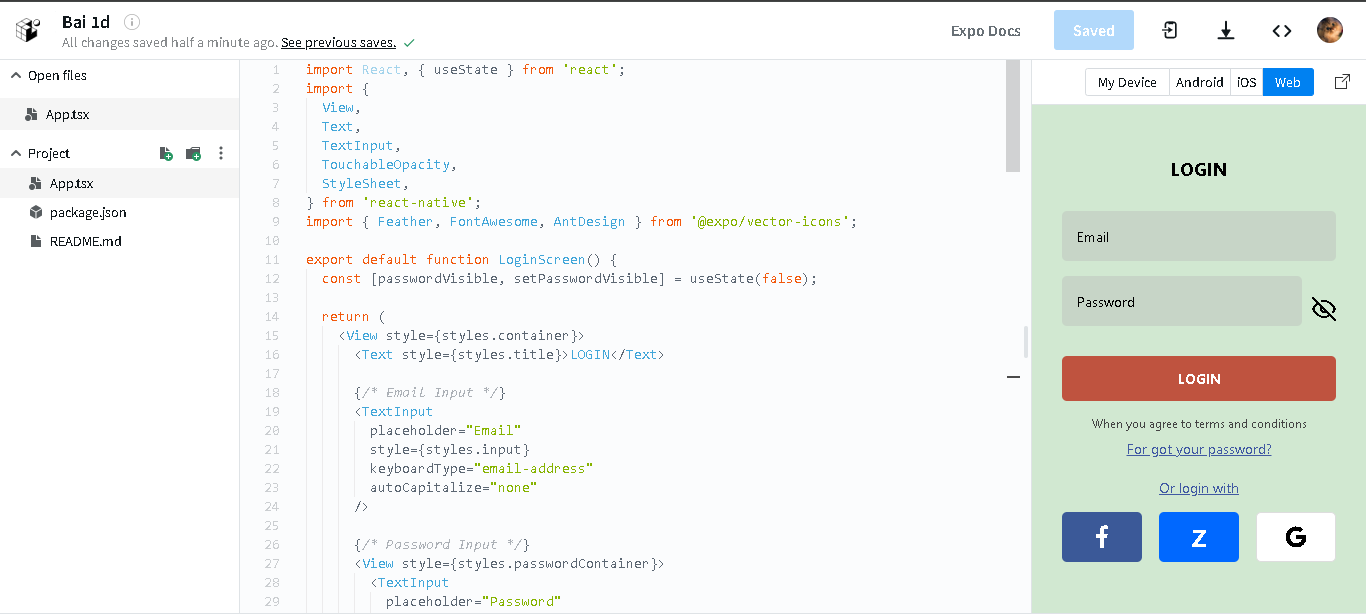 Bai 1d
All changes saved half a minute ago. See previous saves.
Expo Docs
Saved
Open files
App.tsx
Project
App.tsx
package.json
README.md
1 import React, { useState } from 'react';
2 import {
3 View,
4 Text,
5 TextInput,
6 TouchableOpacity,
7 StyleSheet,
8 } from 'react-native';
9 import { Feather, FontAwesome, AntDesign } from '@expo/vector-icons';
10
11 export default function LoginScreen() {
12 const [passwordVisible, setPasswordVisible] = useState(false);
13
14 return (
15 <View style={styles.container}>
16 <Text style={styles.title}>LOGIN</Text>
17
18 {/* Email Input */}
19 <TextInput
20 placeholder="Email"
21 style={styles.input}
22 keyboardType="email-address"
23 autoCapitalize="none"
24 />
25
26 {/* Password Input */}
27 <View style={styles.passwordContainer}>
28 <TextInput
29 placeholder="Password"
My Device Android iOS Web
LOGIN
Email
Password
LOGIN
When you agree to terms and conditions
For got your password?
Or login with
f Z G